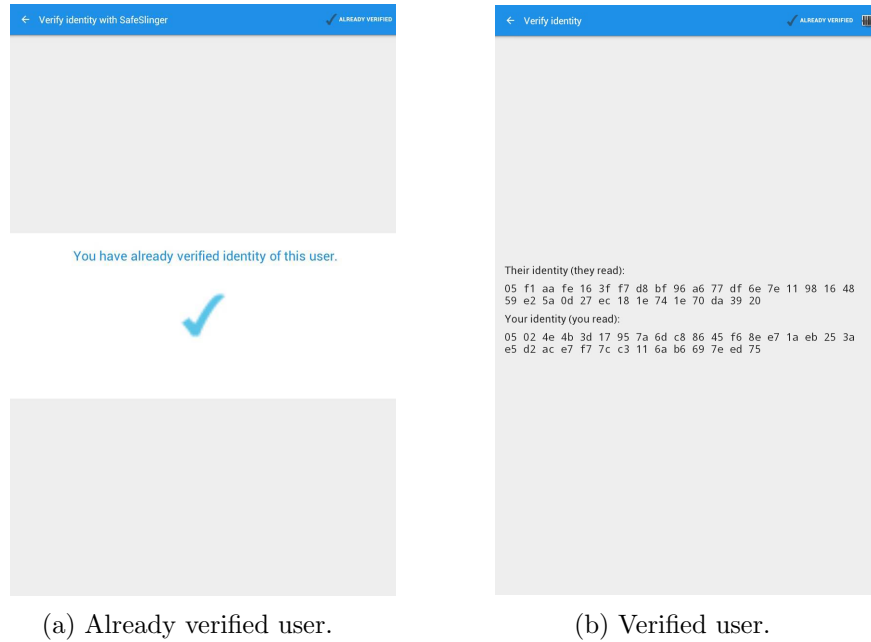 ← Verify identity with SafeSlinger
ALREADY VERIFIED
You have already verified identity of this user.
(a) Already verified user.
← Verify identity
ALREADY VERIFIED
Their identity (they read):
05 f1 aa fe 16 3f f7 d8 bf 96 a6 77 df 6e 7e 11 98 16 48
59 e2 5a 0d 27 ec 18 1e 74 1e 70 da 39 20
Your identity (you read):
05 02 4e 4b 3d 17 95 7a 6d c8 86 45 f6 8e e7 1a eb 25 3a
e5 d2 ac e7 f7 7c c3 11 6a b6 69 7e ed 75
(b) Verified user.